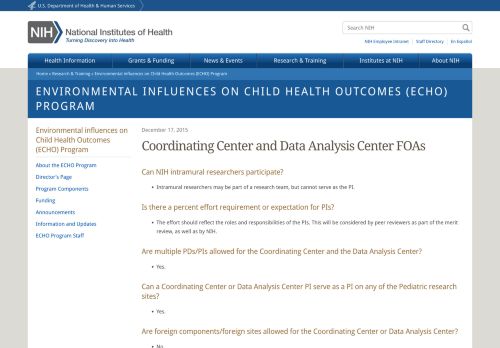 U.S. Department of Health & Human Services
NIH National Institutes of Health
Turning Discovery Into Health
Search NIH
NIH Employee Intranet | Staff Directory | En Español
Health Information
Grants & Funding
News & Events
Research & Training
Institutes at NIH
About NIH
Home » Research & Training » Environmental influences on Child Health Outcomes (ECHO) Program
ENVIRONMENTAL INFLUENCES ON CHILD HEALTH OUTCOMES (ECHO)
PROGRAM
Environmental influences on
Child Health Outcomes
(ECHO) Program
About the ECHO Program
Director's Page
Program Components
Funding
Announcements
Information and Updates
ECHO Program Staff
December 17, 2015
Coordinating Center and Data Analysis Center FOAs
Can NIH intramural researchers participate?
• Intramural researchers may be part of a research team, but cannot serve as the PI.
Is there a percent effort requirement or expectation for PIs?
• The effort should reflect the roles and responsibilities of the PIs. This will be considered by peer reviewers as part of the merit
review, as well as by NIH.
Are multiple PDs/PIs allowed for the Coordinating Center and the Data Analysis Center?
• Yes.
Can a Coordinating Center or Data Analysis Center PI serve as a PI on any of the Pediatric research
sites?
• Yes.
Are foreign components/foreign sites allowed for the Coordinating Center or Data Analysis Center?
• No